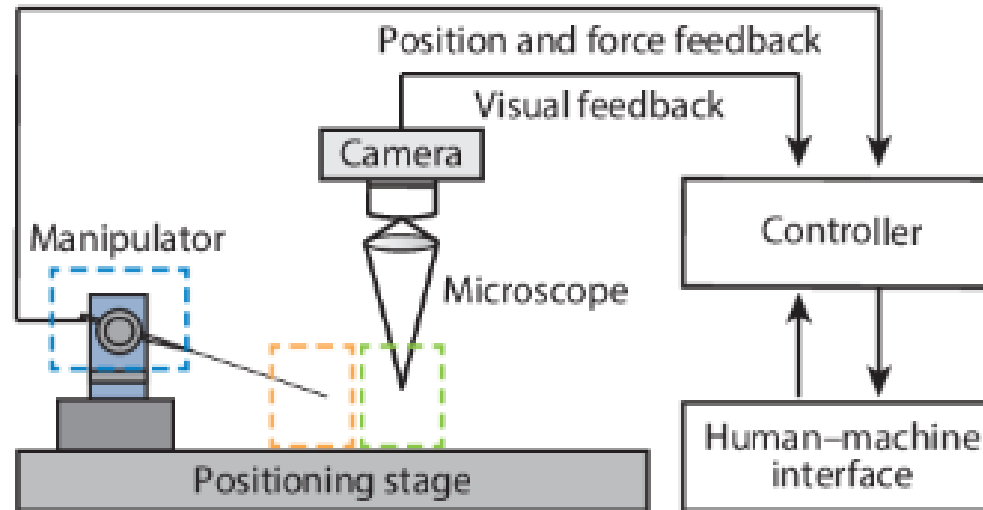 Position and force feedback
Visual feedback
Camera
Manipulator
Controller
Microscope
Human–machine
interface
Positioning stage